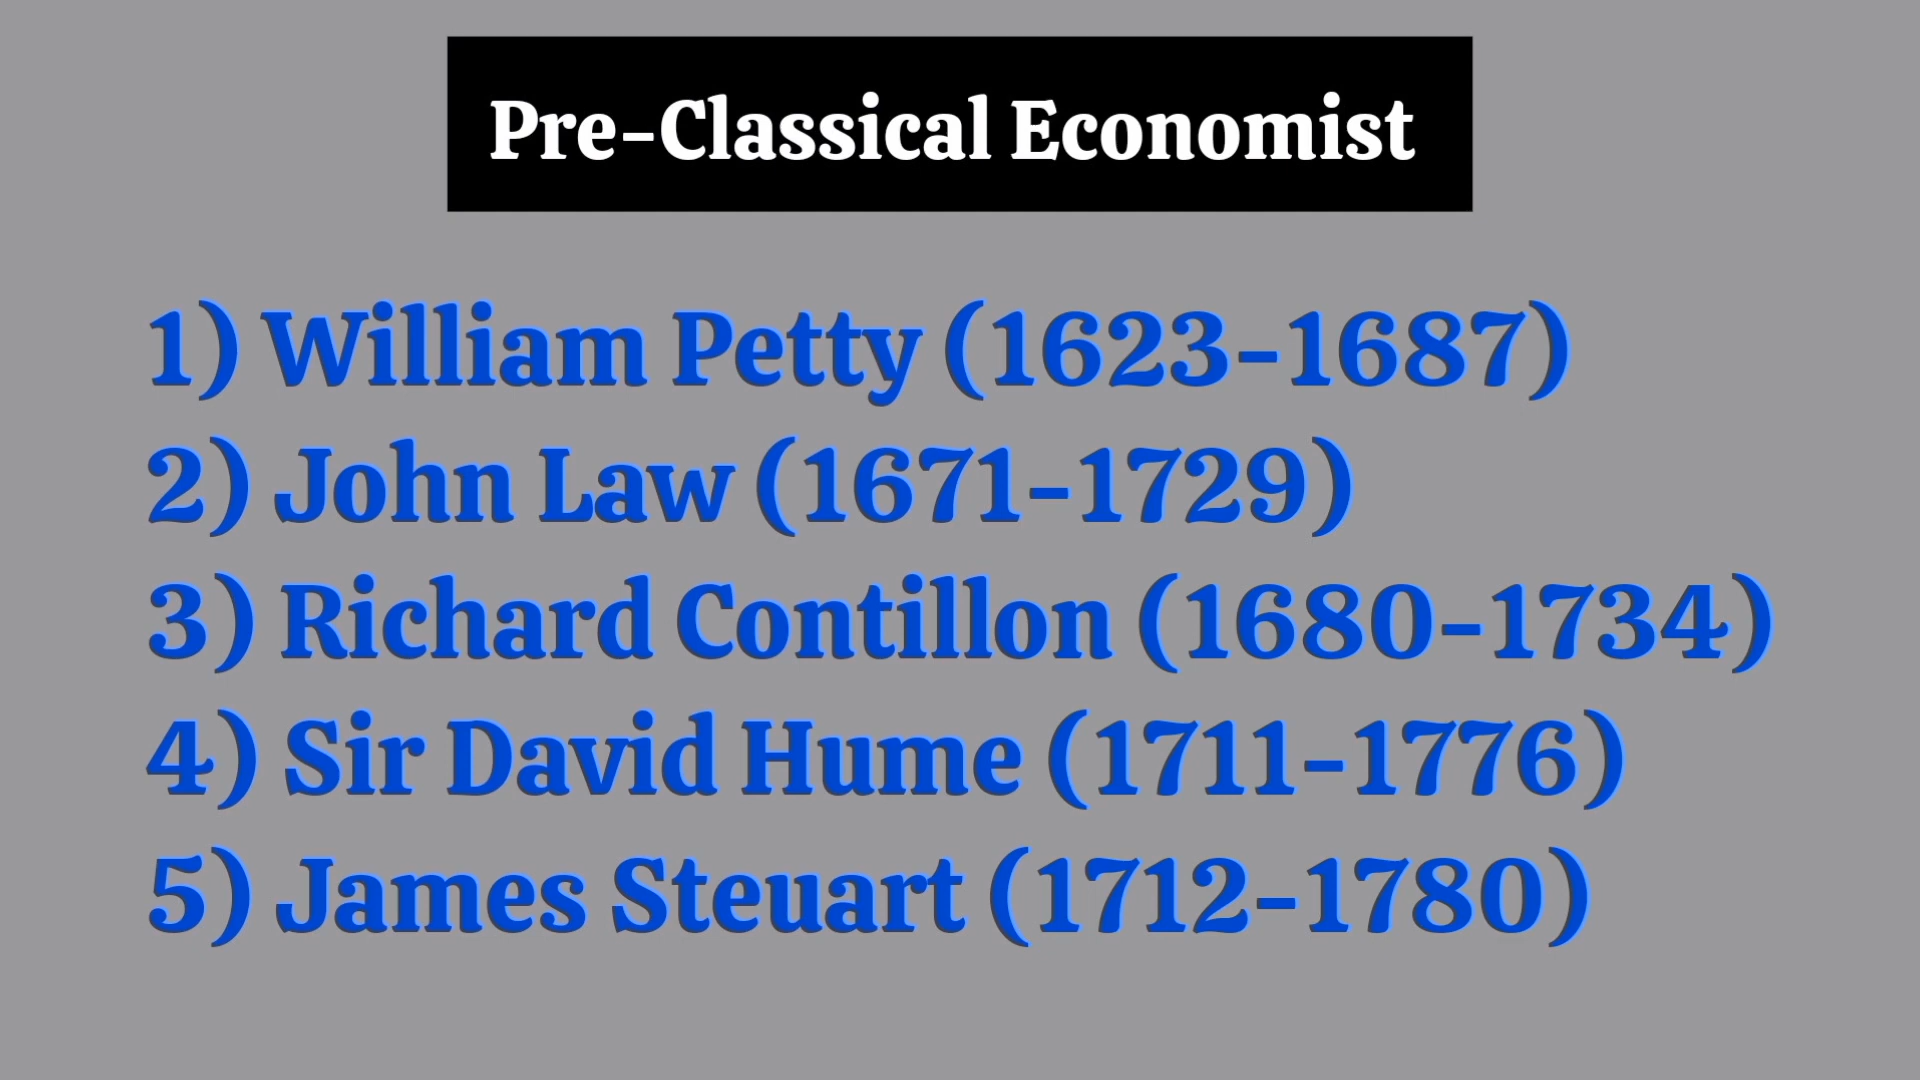 Pre-Classical Economist
1) William Petty (1623-1687)
2) John Law (1671-1729)
3) Richard Contillon (1680-1734)
4) Sir David Hume (1711-1776)
5) James Steuart (1712-1780)